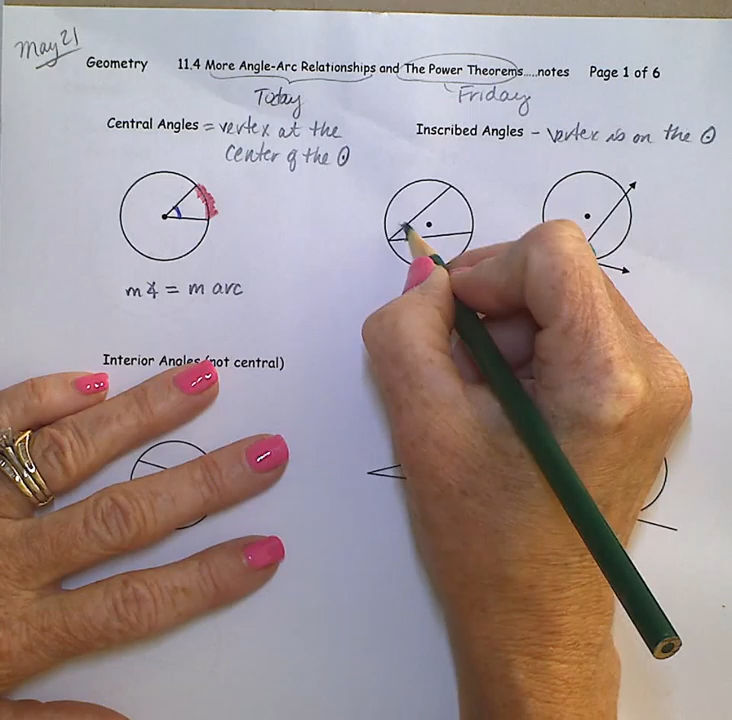 May 21
Geometry 11.4 More Angle-Arc Relationships and The Power Theorems.....notes Page 1 of 6
Today Friday
Central Angles = vertex at the
center of the ⊙
Inscribed Angles - vertex is on the ⊙
m∡ = m arc
Interior Angles (not central)